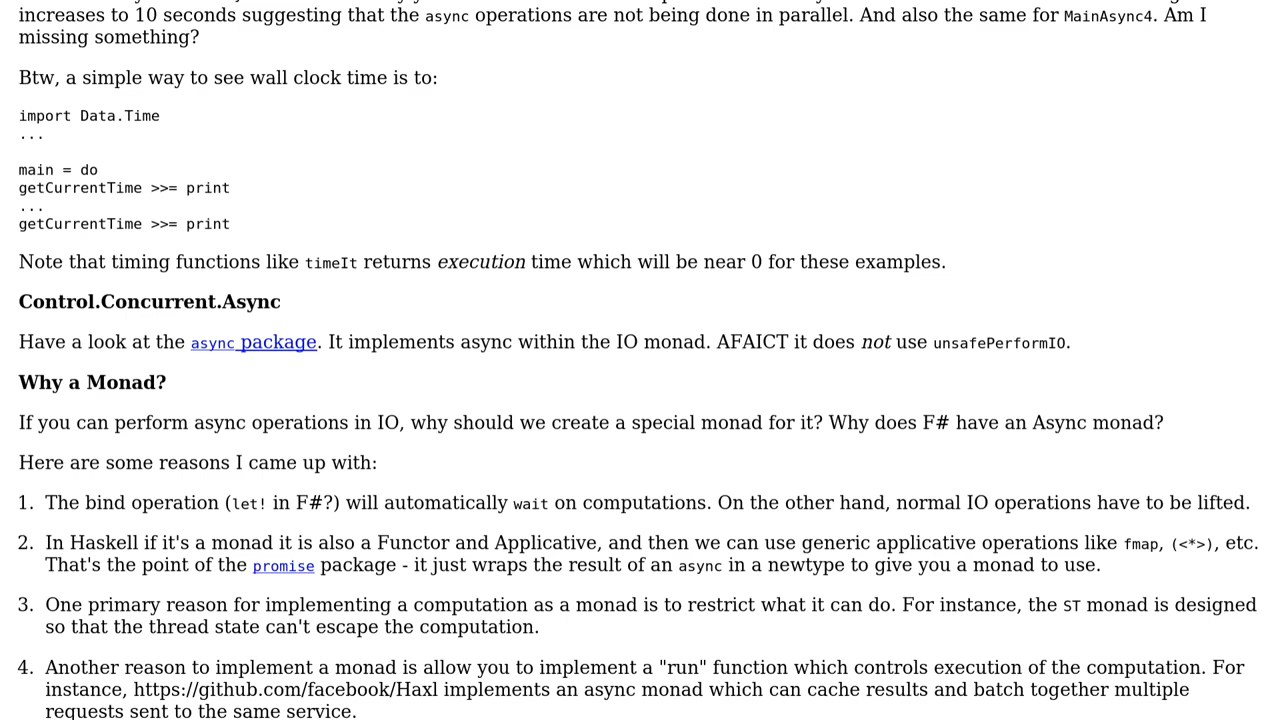 increases to 10 seconds suggesting that the async operations are not being done in parallel. And also the same for MainAsync4. Am I
missing something?
Btw, a simple way to see wall clock time is to:
import Data.Time
...
main = do
getCurrentTime >>= print
...
getCurrentTime >>= print
Note that timing functions like timeIt returns execution time which will be near 0 for these examples.
Control.Concurrent.Async
Have a look at the async package. It implements async within the IO monad. AFAICT it does not use unsafePerformIO.
Why a Monad?
If you can perform async operations in IO, why should we create a special monad for it? Why does F# have an Async monad?
Here are some reasons I came up with:
1. The bind operation (let! in F#?) will automatically wait on computations. On the other hand, normal IO operations have to be lifted.
2. In Haskell if it's a monad it is also a Functor and Applicative, and then we can use generic applicative operations like fmap, (<*>), etc.
That's the point of the promise package - it just wraps the result of an async in a newtype to give you a monad to use.
3. One primary reason for implementing a computation as a monad is to restrict what it can do. For instance, the ST monad is designed
so that the thread state can't escape the computation.
4. Another reason to implement a monad is allow you to implement a "run" function which controls execution of the computation. For
instance, https://github.com/facebook/Haxl implements an async monad which can cache results and batch together multiple
requests sent to the same service.